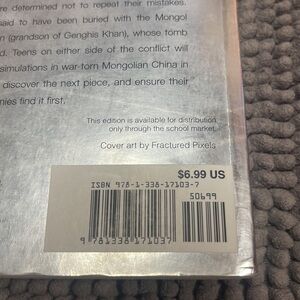 re determined not to repeat their mistakes.
said to have been buried with the Mongol
n (grandson of Genghis Khan), whose tomb
d. Teens on either side of the conflict will
simulations in war-torn Mongolian China in
discover the next piece, and ensure their
nies find it first.
This edition is available for distribution
only through the school market.
Cover art by Fractured Pixels
$6.99 US
ISBN 978-1-338-17103-7
50699
9 781338 171037